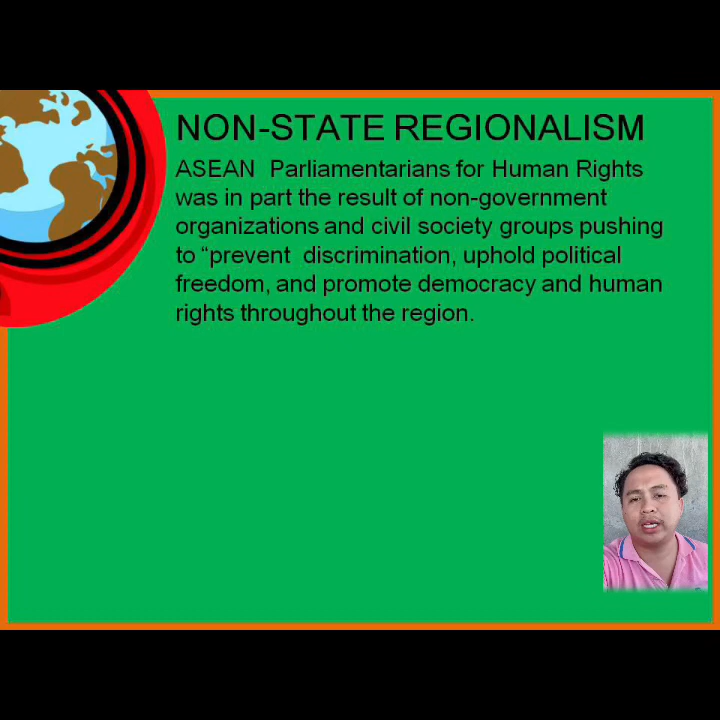 NON-STATE REGIONALISM
ASEAN  Parliamentarians for Human Rights
was in part the result of non-government
organizations and civil society groups pushing
to “prevent  discrimination, uphold political
freedom, and promote democracy and human
rights throughout the region.